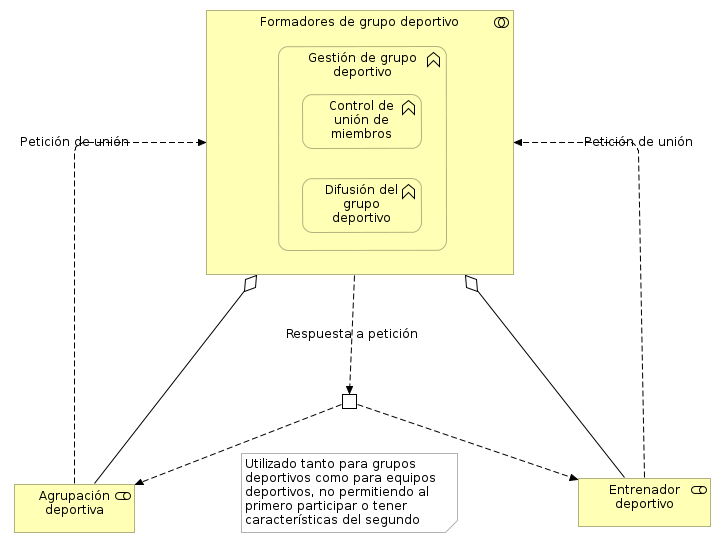 Formadores de grupo deportivo
Gestión de grupo
deportivo
Control de
unión de
miembros
Petición de unión
Petición de unión
Difusión del
grupo
deportivo
Respuesta a petición
Utilizado tanto para grupos
deportivos como para equipos
deportivos, no permitiendo al
primero participar o tener
características del segundo
Agrupación
deportiva
Entrenador
deportivo